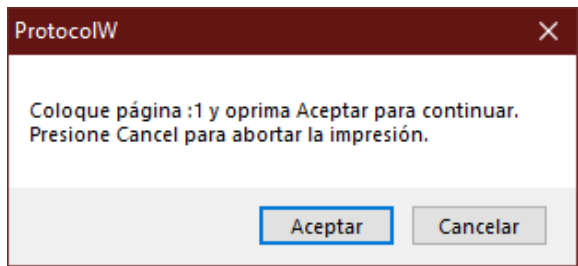 ProtocolW
Coloque página :1 y oprima Aceptar para continuar.
Presione Cancel para abortar la impresión.
Aceptar
Cancelar